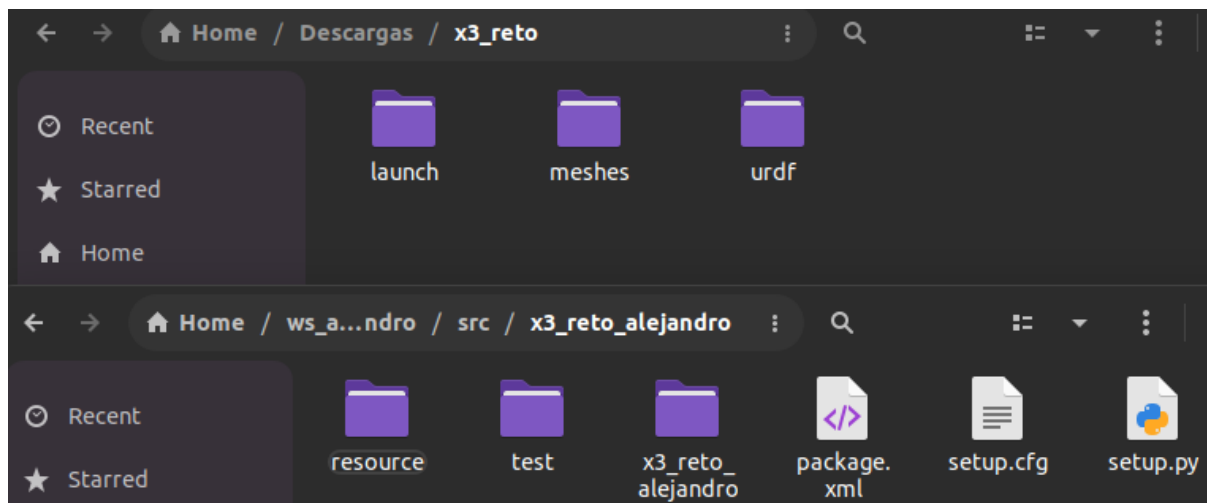 Home / Descargas / x3_reto
Recent
launch
meshes
urdf
Starred
Home
Home / ws_a...ndro / src / x3_reto_alejandro
Recent
resource
test
x3_reto_
alejandro
package.
xml
setup.cfg
setup.py
Starred